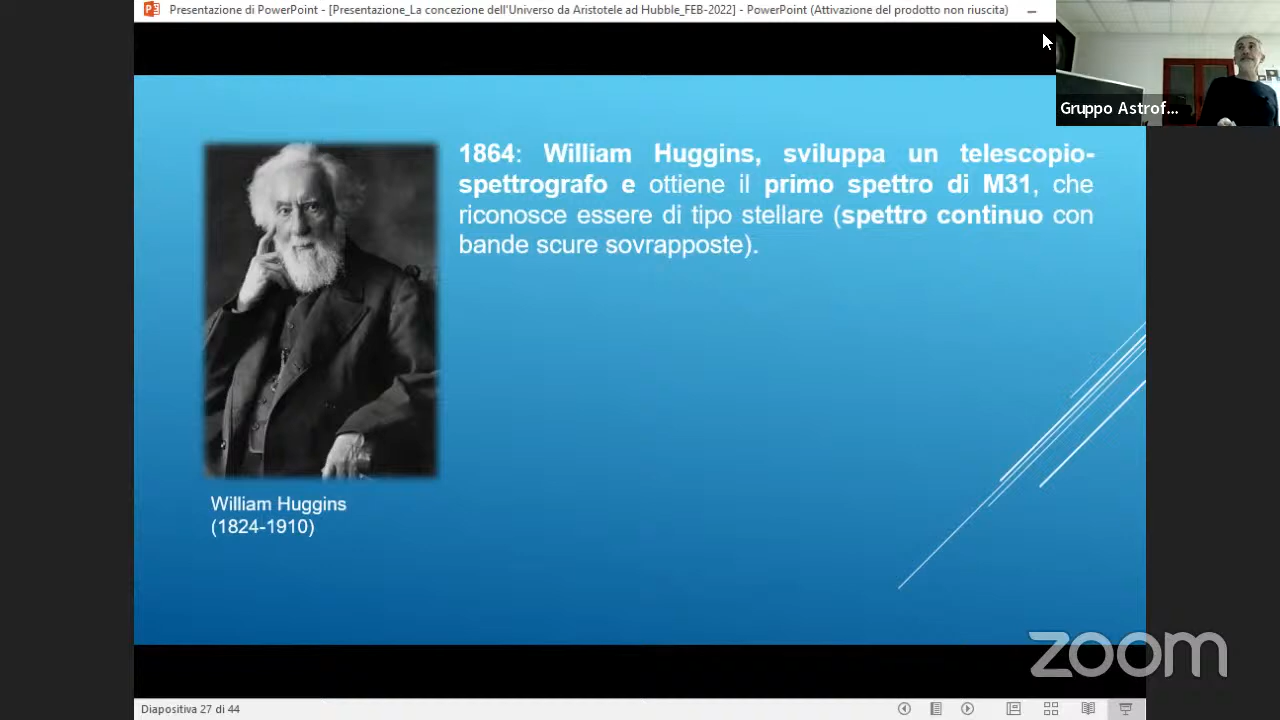 Presentazione di PowerPoint - [Presentazione_La concezione dell'Universo da Aristotele ad Hubble_FEB-2022] - PowerPoint (Attivazione del prodotto non riuscita)
Gruppo Astrof...
1864: William Huggins, sviluppa un telescopio-
spettrografo e ottiene il primo spettro di M31, che
riconosce essere di tipo stellare (spettro continuo con
bande scure sovrapposte).
William Huggins
(1824-1910)
zoom
Diapositiva 27 di 44